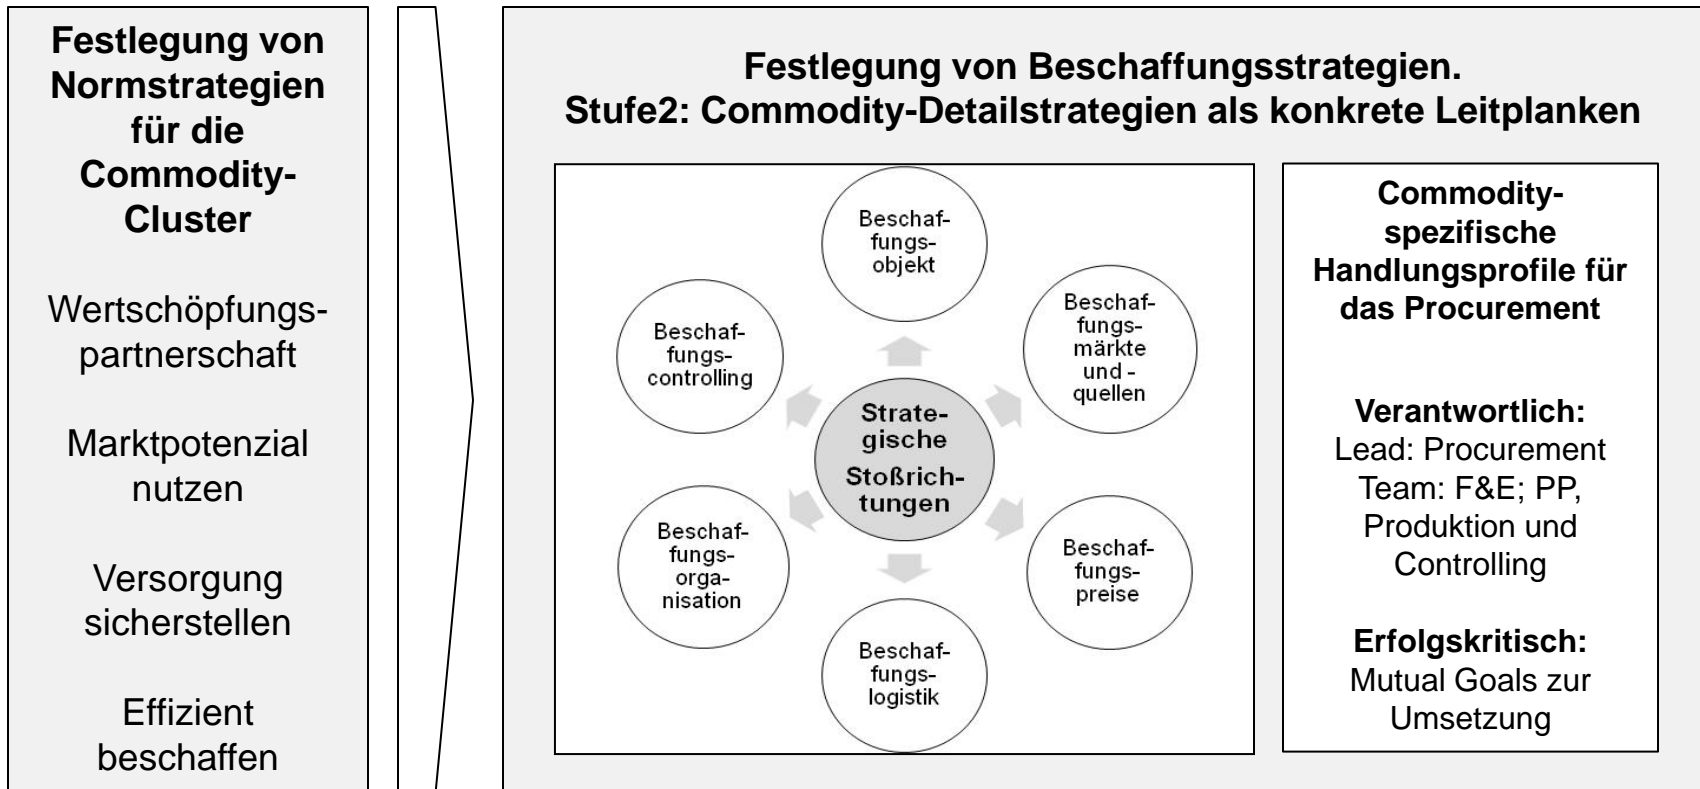 Festlegung von
Normstrategien
für die
Commodity-
Cluster
Wertschöpfungs-
partnerschaft
Marktpotenzial
nutzen
Versorgung
sicherstellen
Effizient
beschaffen
Festlegung von Beschaffungsstrategien.
Stufe2: Commodity-Detailstrategien als konkrete Leitplanken
Beschaf-
fungs-
objekt
Beschaf-
fungs-
märkte
und -
quellen
Beschaf-
fungs-
preise
Beschaf-
fungs-
logistik
Beschaf-
fungs-
orga-
nisation
Beschaf-
fungs-
controlling
Strate-
gische
Stoßrich-
tungen
Commodity-
spezifische
Handlungsprofile für
das Procurement
Verantwortlich:
Lead: Procurement
Team: F&E; PP,
Produktion und
Controlling
Erfolgskritisch:
Mutual Goals zur
Umsetzung